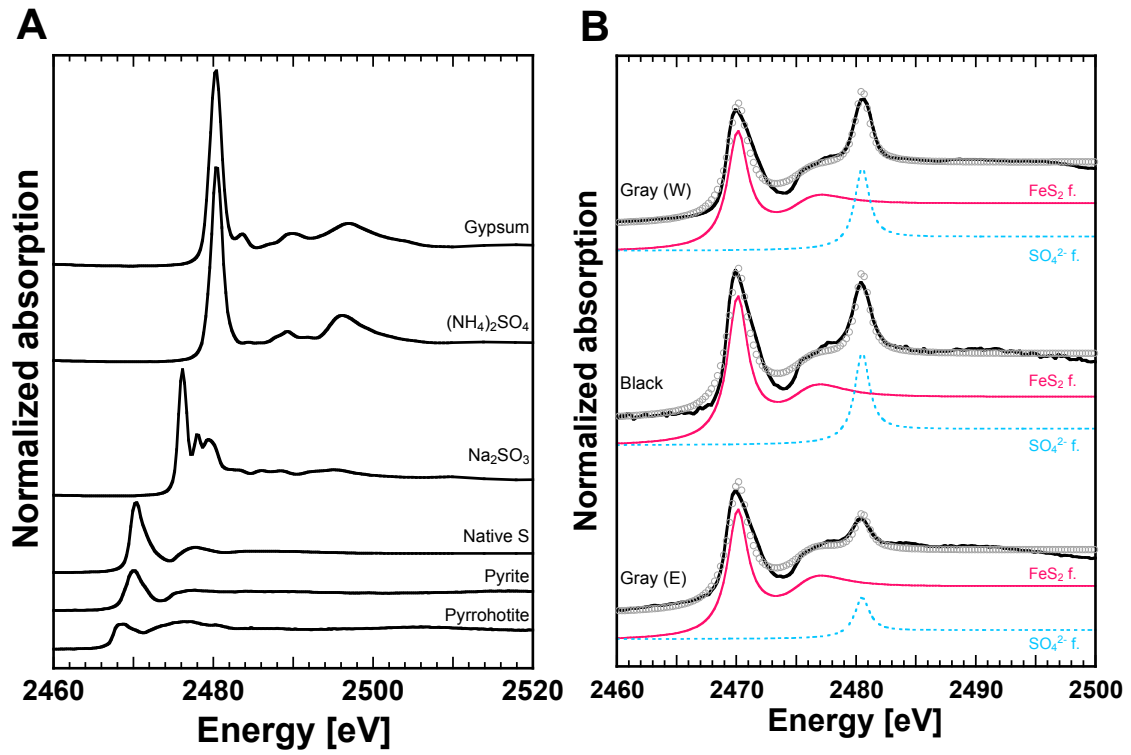 A
B
Normalized absorption
Gypsum
(NH₄)₂SO₄
Na₂SO₃
Native S
Pyrite
Pyrrohotite
2460 2480 2500 2520
Energy [eV]
Normalized absorption
Gray (W)
FeS₂ f.
SO₄²⁻ f.
Black
FeS₂ f.
SO₄²⁻ f.
Gray (E)
FeS₂ f.
SO₄²⁻ f.
2460 2470 2480 2490 2500
Energy [eV]